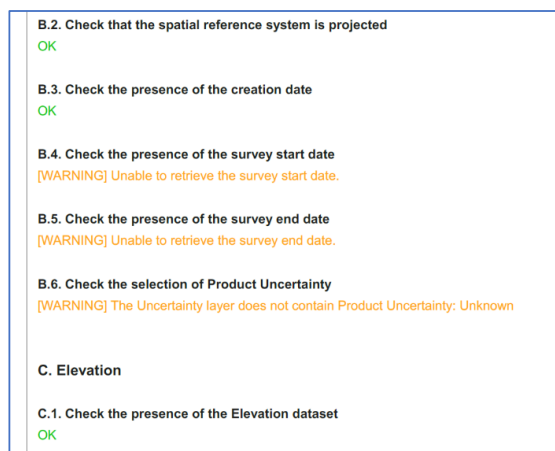 B.2. Check that the spatial reference system is projected
OK
B.3. Check the presence of the creation date
OK
B.4. Check the presence of the survey start date
[WARNING] Unable to retrieve the survey start date.
B.5. Check the presence of the survey end date
[WARNING] Unable to retrieve the survey end date.
B.6. Check the selection of Product Uncertainty
[WARNING] The Uncertainty layer does not contain Product Uncertainty: Unknown
C. Elevation
C.1. Check the presence of the Elevation dataset
OK